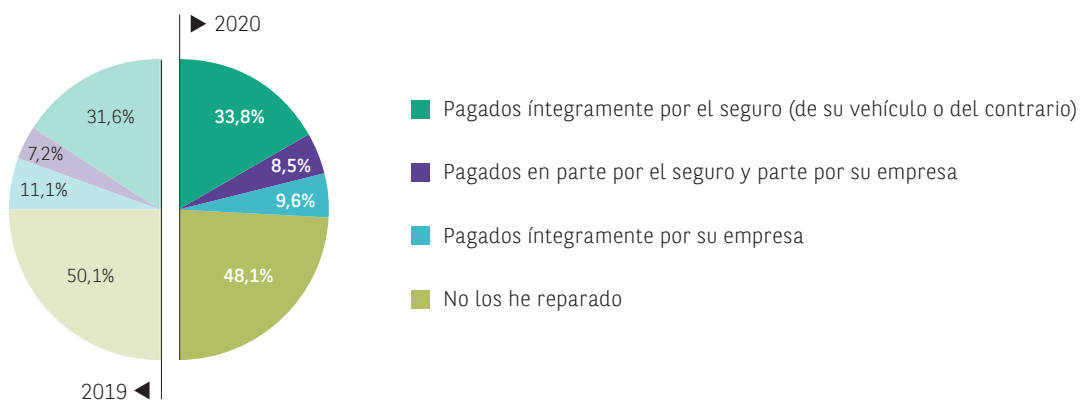 ▶ 2020
31,6%
33,8%
7,2%
8,5%
11,1%
9,6%
50,1%
48,1%
2019 ◀
Pagados íntegramente por el seguro (de su vehículo o del contrario)
Pagados en parte por el seguro y parte por su empresa
Pagados íntegramente por su empresa
No los he reparado